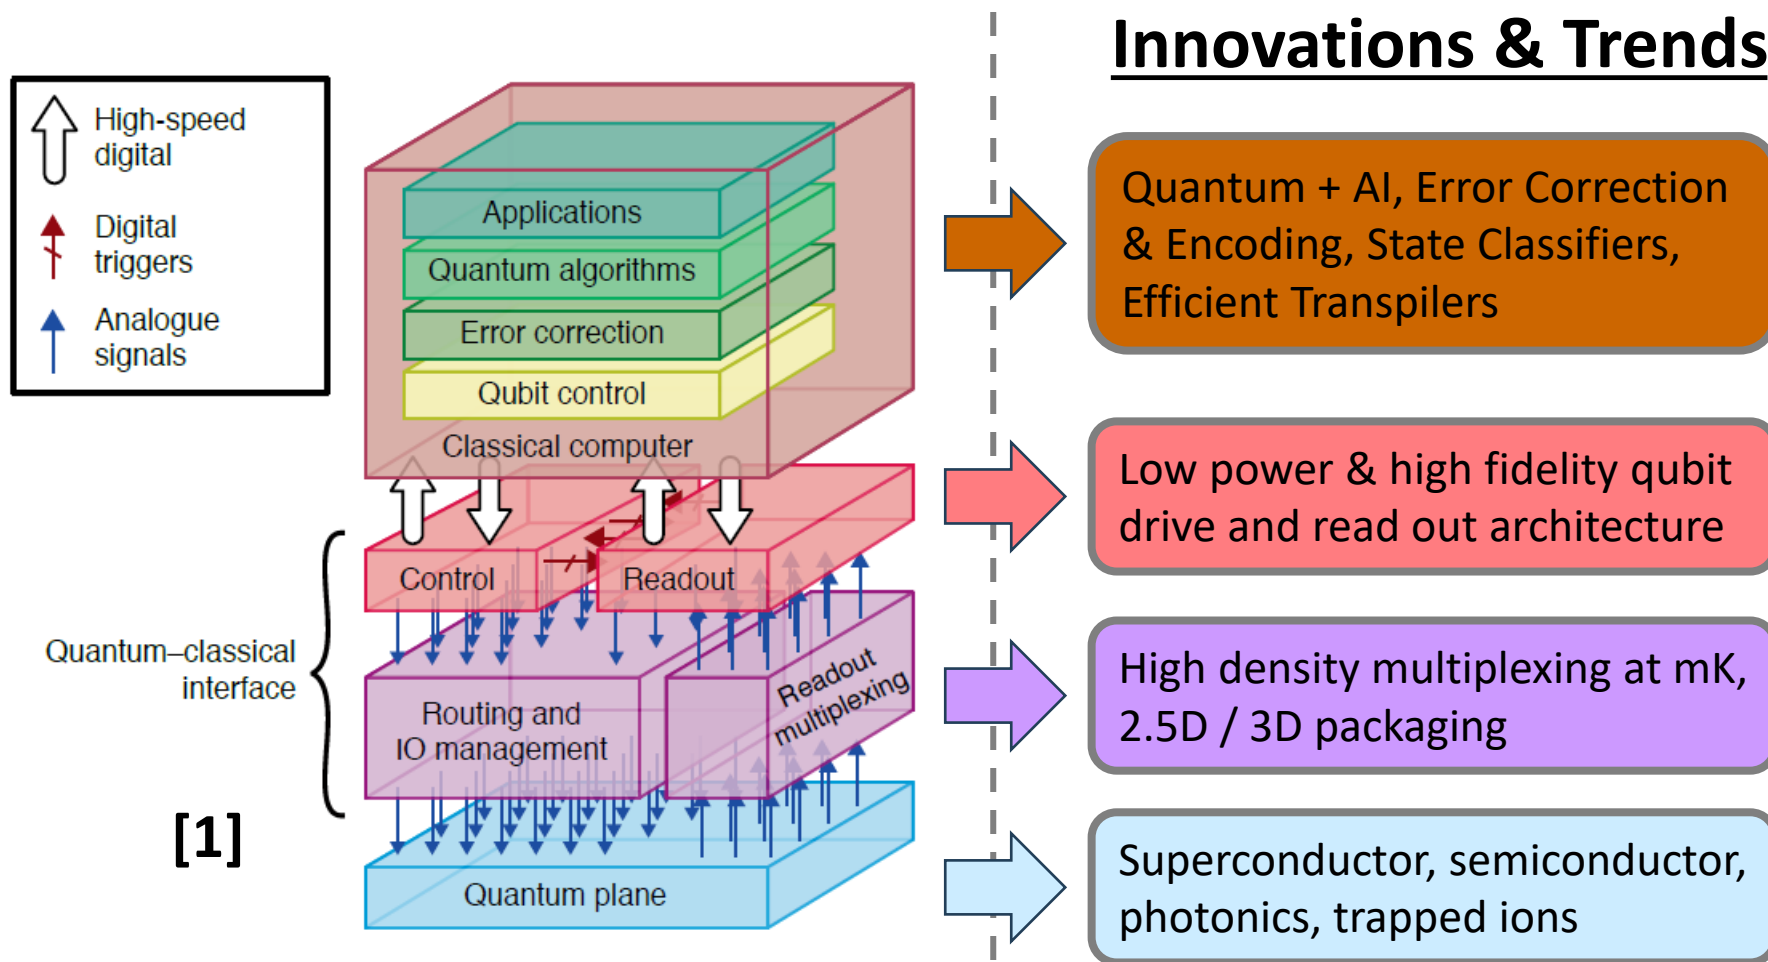 Innovations & Trends
High-speed
digital
Digital
triggers
Analogue
signals
Applications
Quantum algorithms
Error correction
Qubit control
Classical computer
Control
Readout
Quantum–classical
interface
Routing and
IO management
Readout
multiplexing
[1]
Quantum plane
Quantum + AI, Error Correction
& Encoding, State Classifiers,
Efficient Transpilers
Low power & high fidelity qubit
drive and read out architecture
High density multiplexing at mK,
2.5D / 3D packaging
Superconductor, semiconductor,
photonics, trapped ions